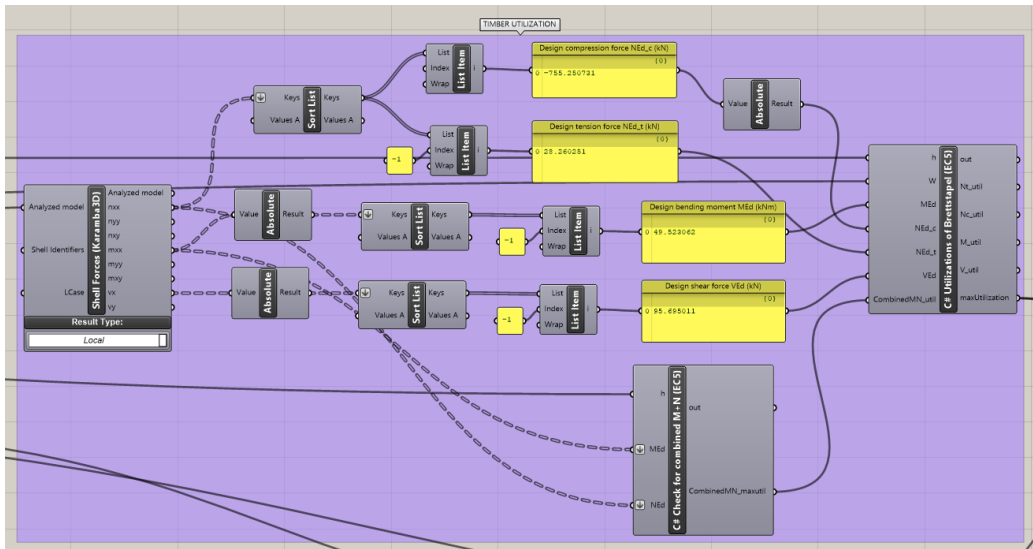 TIMBER UTILIZATION
Keys Keys
Values A Values A
Sort List
List
Index i
Wrap
List Item
Design compression force NEd_c (kN)
{0}
0 -755.250731
Value Result
Absolute
-1
List
Index i
Wrap
List Item
Design tension force NEd_t (kN)
{0}
0 28.260251
Analyzed model
Shell Identifiers
LCase
Shell Forces (Karamba3D)
Analyzed model
nxx
nyy
nxy
mxx
myy
mxy
vx
vy
Result Type:
Local
Value Result
Absolute
Keys Keys
Values A Values A
Sort List
-1
List
Index i
Wrap
List Item
Design bending moment MEd (kNm)
{0}
0 49.523062
Value Result
Absolute
Keys Keys
Values A Values A
Sort List
-1
List
Index i
Wrap
List Item
Design shear force VEd (kN)
{0}
0 95.695011
h
W
MEd
NEd_c
NEd_t
VEd
CombinedMN_util
C# Utilizations of Brettstapel (EC5)
out
Nt_util
Nc_util
M_util
V_util
maxUtilization
h
MEd
NEd
C# Check for combined M+N (EC5)
out
CombinedMN_maxutil